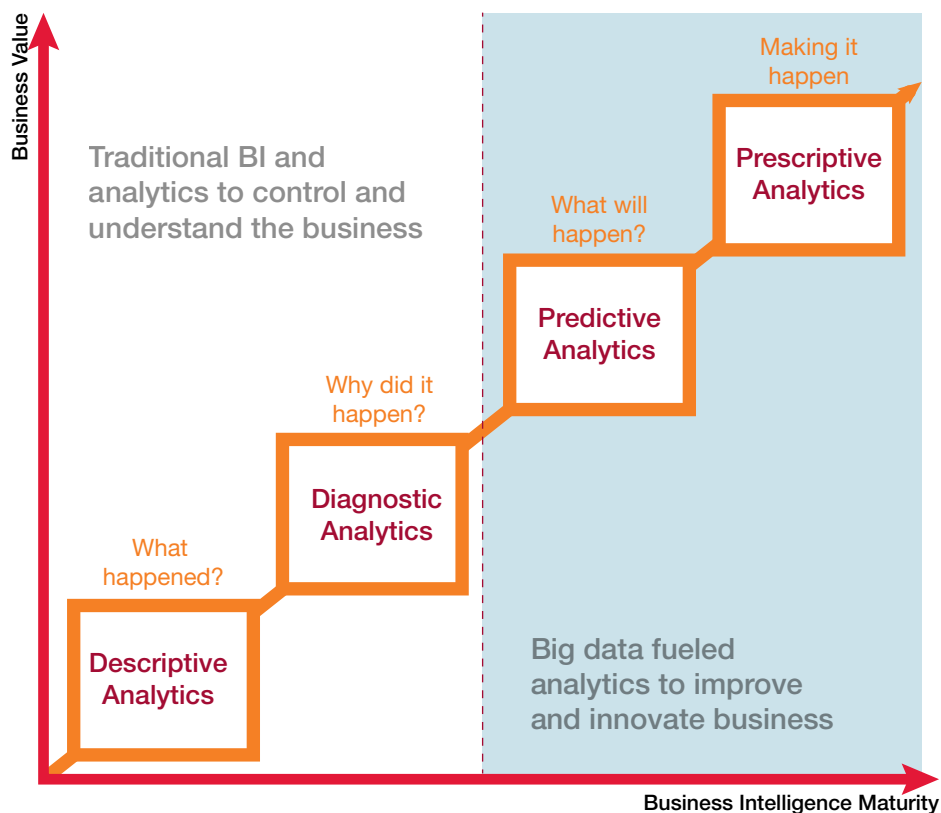 Business Value
Making it
happen
Traditional BI and
analytics to control and
understand the business
Prescriptive
Analytics
What will
happen?
Predictive
Analytics
Why did it
happen?
Diagnostic
Analytics
What
happened?
Descriptive
Analytics
Big data fueled
analytics to improve
and innovate business
Business Intelligence Maturity